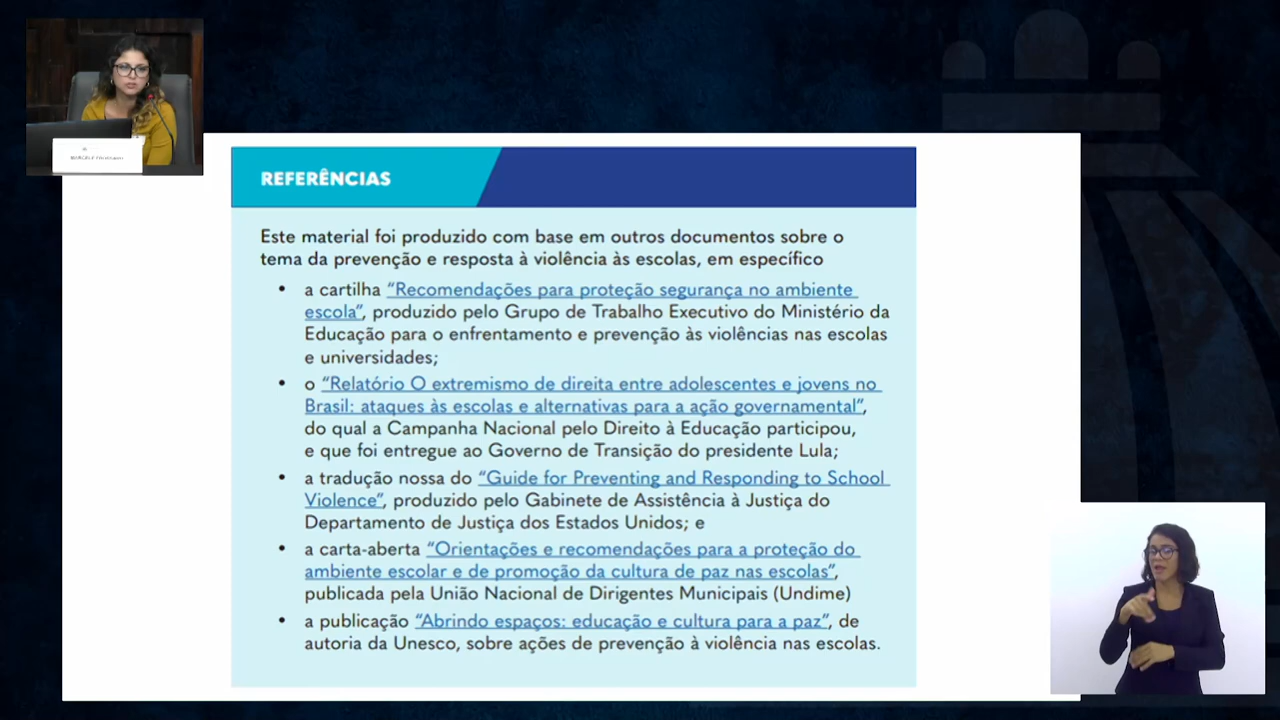 REFERÊNCIAS
Este material foi produzido com base em outros documentos sobre o
tema da prevenção e resposta à violência às escolas, em específico
• a cartilha “Recomendações para proteção segurança no ambiente
escola”, produzido pelo Grupo de Trabalho Executivo do Ministério da
Educação para o enfrentamento e prevenção às violências nas escolas
e universidades;
• o “Relatório O extremismo de direita entre adolescentes e jovens no
Brasil: ataques às escolas e alternativas para a ação governamental”,
do qual a Campanha Nacional pelo Direito à Educação participou,
e que foi entregue ao Governo de Transição do presidente Lula;
• a tradução nossa do “Guide for Preventing and Responding to School
Violence”, produzido pelo Gabinete de Assistência à Justiça do
Departamento de Justiça dos Estados Unidos; e
• a carta-aberta “Orientações e recomendações para a proteção do
ambiente escolar e de promoção da cultura de paz nas escolas”,
publicada pela União Nacional de Dirigentes Municipais (Undime)
• a publicação “Abrindo espaços: educação e cultura para a paz”, de
autoria da Unesco, sobre ações de prevenção à violência nas escolas.